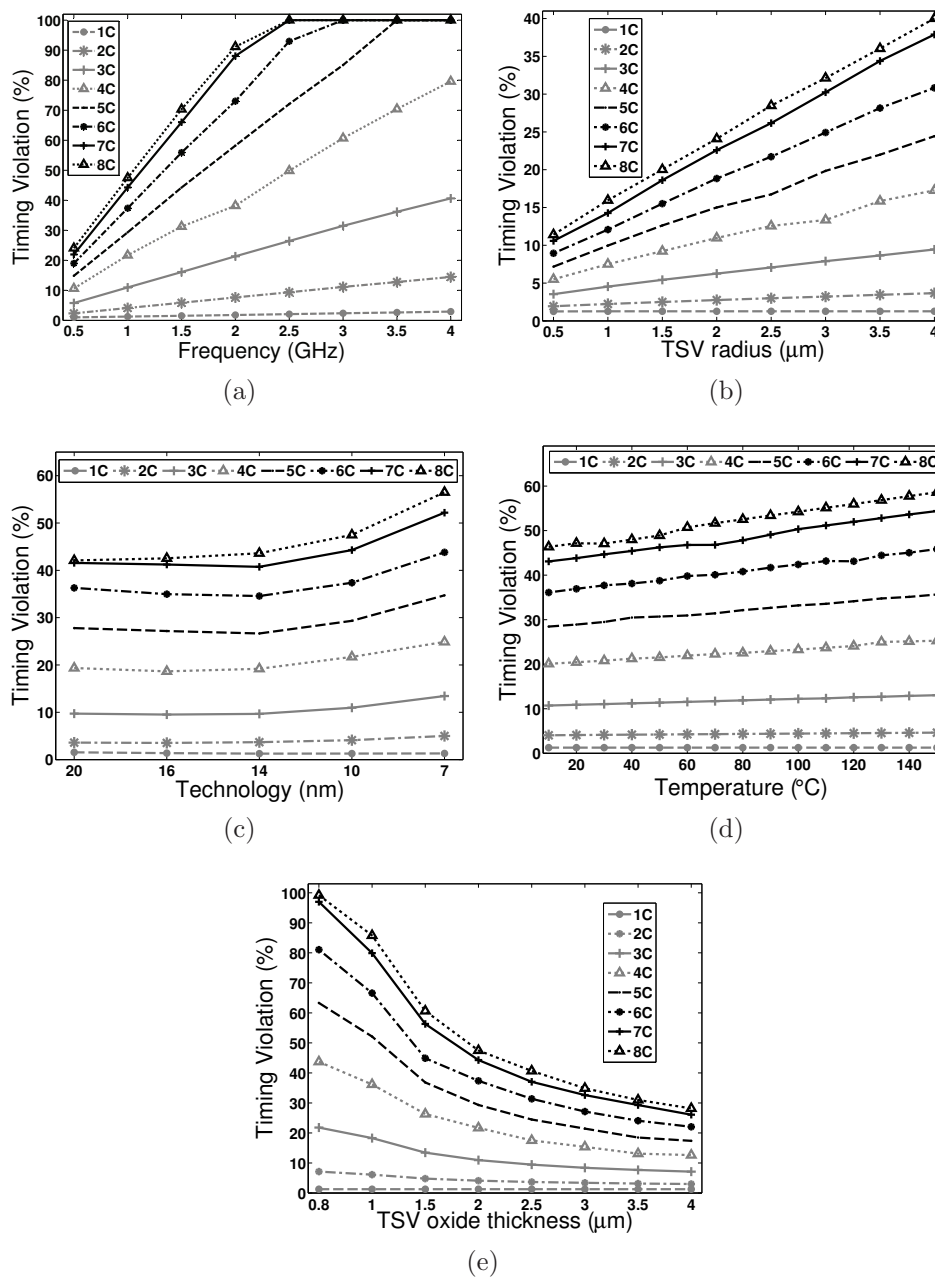 Timing Violation (%)
100
90
80
70
60
50
40
30
20
10
0
1C
2C
3C
4C
5C
6C
7C
8C
0.5 1 1.5 2 2.5 3 3.5 4
Frequency (GHz)
(a)
Timing Violation (%)
40
35
30
25
20
15
10
5
0
1C
2C
3C
4C
5C
6C
7C
8C
0.5 1 1.5 2 2.5 3 3.5 4
TSV radius (μm)
(b)
Timing Violation (%)
1C 2C 3C 4C 5C 6C 7C 8C
60
50
40
30
20
10
0
20 16 14 10 7
Technology (nm)
(c)
Timing Violation (%)
1C 2C 3C 4C 5C 6C 7C 8C
60
50
40
30
20
10
0
20 40 60 80 100 120 140
Temperature (°C)
(d)
Timing Violation (%)
100
90
80
70
60
50
40
30
20
10
0
1C
2C
3C
4C
5C
6C
7C
8C
0.8 1 1.5 2 2.5 3 3.5 4
TSV oxide thickness (μm)
(e)